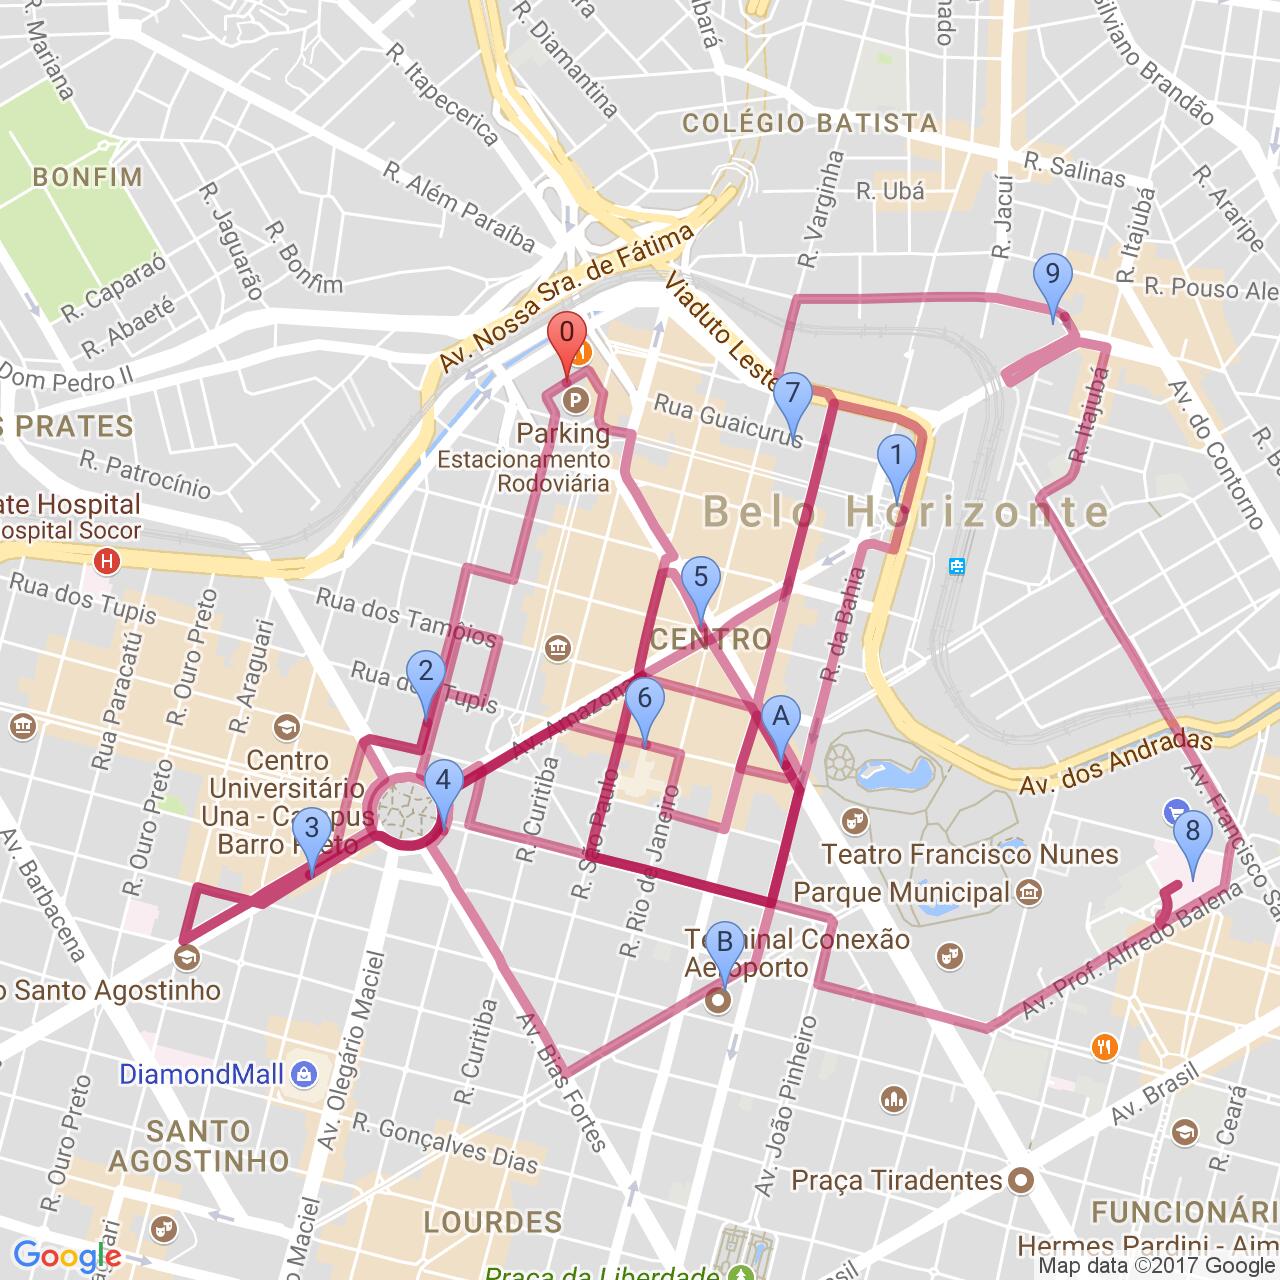 R. Mariana
R. Itapecerica
R. Diamantina
Silviano Brandão
COLÉGIO BATISTA
R. Salinas
R. Araripe
BONFIM
R. Além Paraíba
R. Ubá
R. Varginha
R. Jacuí
R. Itajubá
R. Jaguarão
R. Bonfim
R. Caparaó
R. Abaeté
Av. Nossa Sra. de Fátima
Viaduto Leste
R. Pouso Ale
9
0
Dom Pedro II
7
Rua Guaicurus
R. Itajubá
Av. do Contorno
S PRATES
R. Patrocínio
P
Parking
Estacionamento
Rodoviária
1
ate Hospital
ospital Socor
H
Belo Horizonte
Rua dos Tupis
Rua dos Tamóios
5
CENTRO
R. da Bahia
R. Ouro Preto
R. Araguari
Rua Paracatú
2
Rua dos Tupis
6
A
Av. Amazonas
Av. dos Andradas
Centro
Universitário
Una - Campus
Barro Preto
4
3
R. Ouro Preto
R. Curitiba
R. São Paulo
R. Rio de Janeiro
Av. Francisco Sa
8
Teatro Francisco Nunes
Parque Municipal
Av. Barbacena
B
Terminal Conexão
Aeroporto
Av. Prof. Alfredo Balena
o Santo Agostinho
Av. Olegário Maciel
R. Curitiba
Av. Bias Fortes
Av. João Pinheiro
DiamondMall
Av. Brasil
R. Ouro Preto
SANTO
AGOSTINHO
R. Gonçalves Dias
R. Ceará
Praça Tiradentes
LOURDES
FUNCIONÁRI
Hermes Pardini - Aim
Google
Praça da Liberdade
Map data ©2017 Google